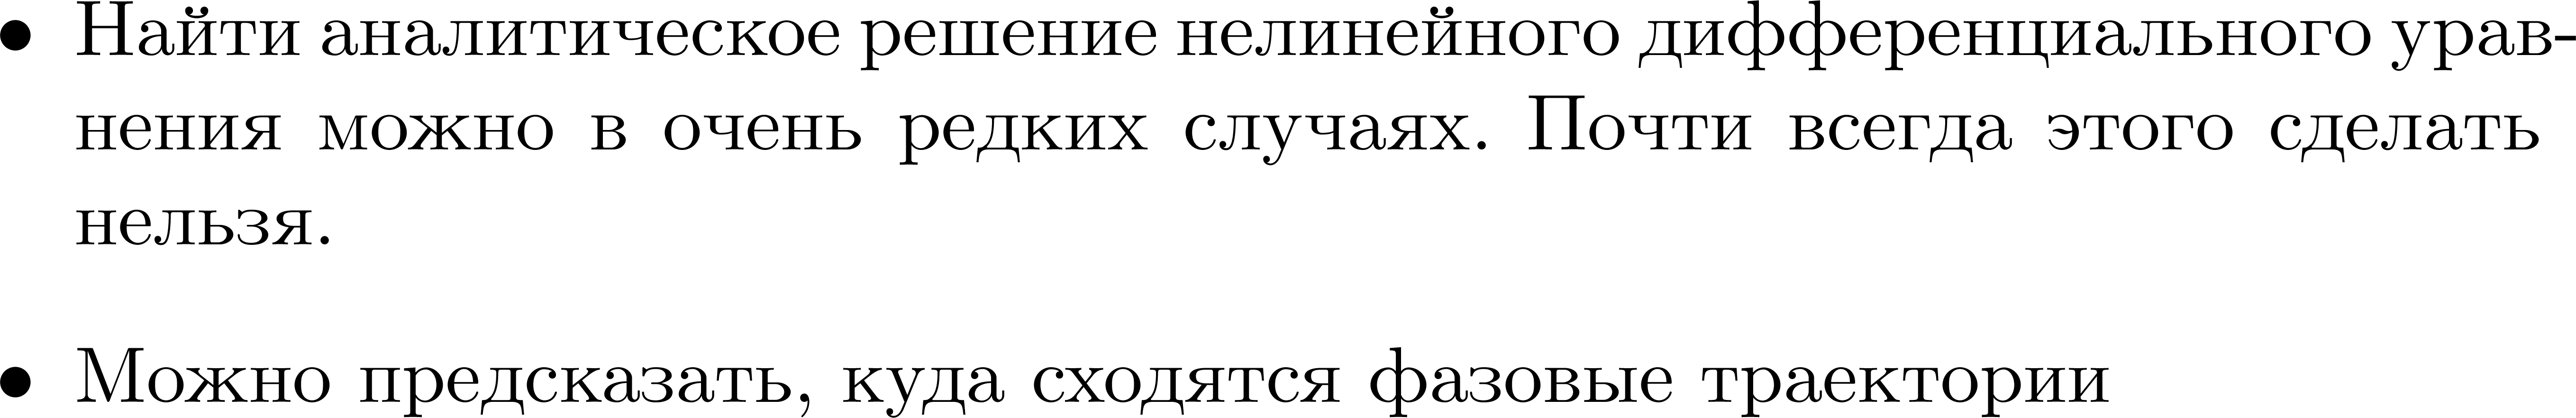 • Найти аналитическое решение нелинейного дифференциального урав-
нения можно в очень редких случаях. Почти всегда этого сделать
нельзя.
• Можно предсказать, куда сходятся фазовые траектории